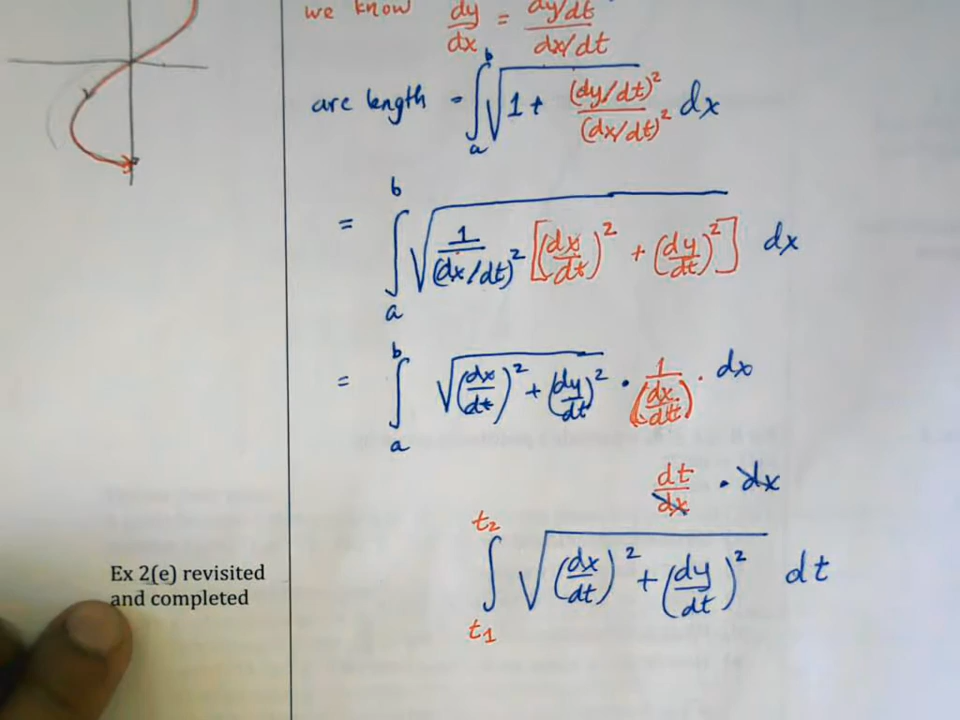 we know dy/dx = dy/dt / dx/dt
arc length = ∫_a^b √(1 + (dy/dt)²/(dx/dt)²) dx
= ∫_a^b √(1/(dx/dt)² [(dx/dt)² + (dy/dt)²]) dx
= ∫_a^b √((dx/dt)² + (dy/dt)²) · 1/(dx/dt) · dx
dt/dx · dx
∫_t1^t2 √((dx/dt)² + (dy/dt)²) dt
Ex 2(e) revisited
and completed